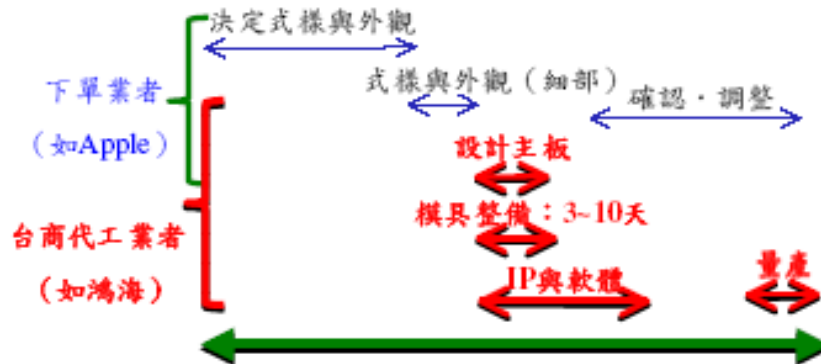 決定式樣與外觀
式樣與外觀（細部）
下單業者
（如Apple）
確認．調整
設計主板
模具整備：3~10天
台商代工業者
（如鴻海）
IP與軟體
量產